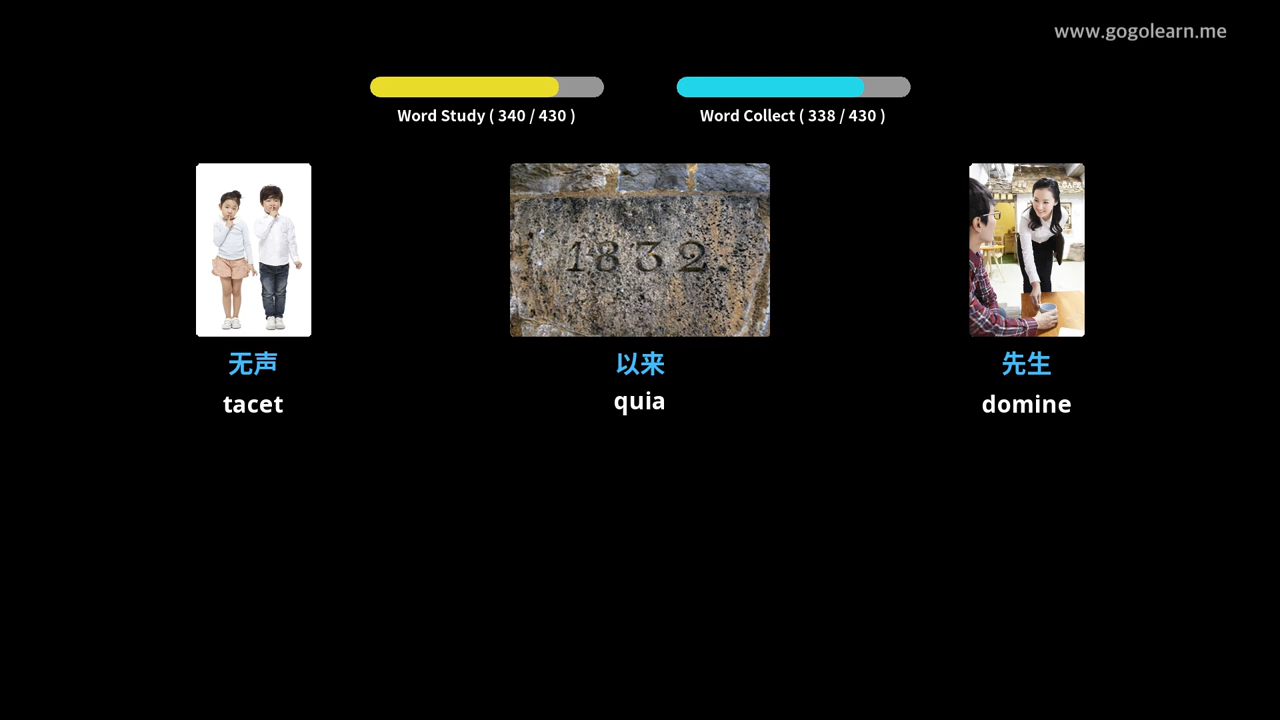 www.gogolearn.me
Word Study ( 340 / 430 )
Word Collect ( 338 / 430 )
1832.
无声
以来
先生
tacet
quia
domine